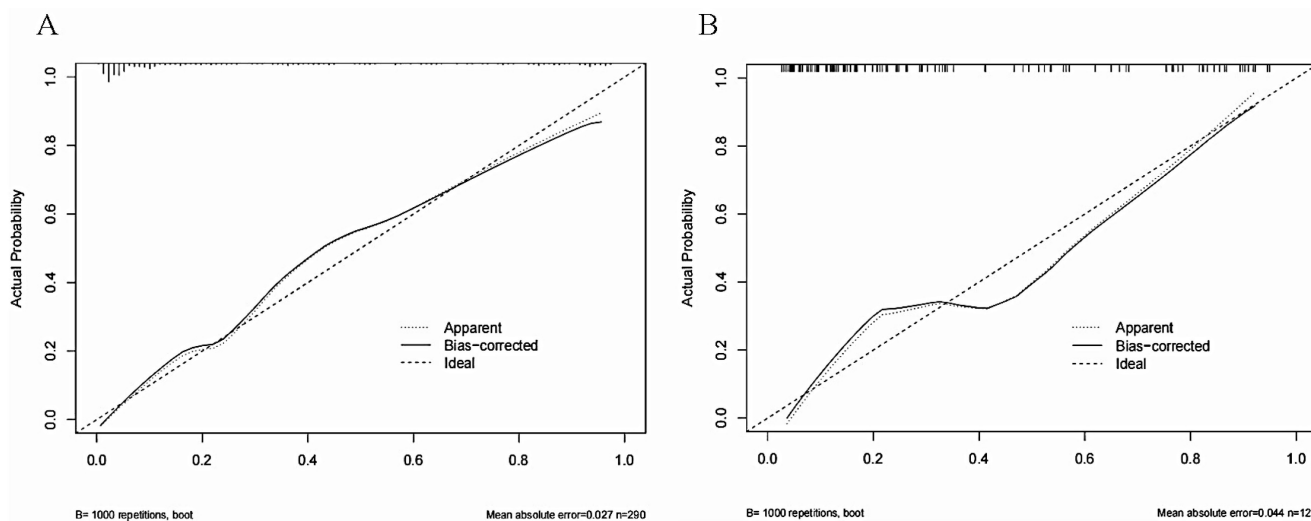 A
1.0
0.8
0.6
0.4
0.2
0.0
Actual Probability
Apparent
Bias-corrected
Ideal
0.0 0.2 0.4 0.6 0.8 1.0
B= 1000 repetitions, boot
Mean absolute error=0.027 n=290
B
1.0
0.8
0.6
0.4
0.2
0.0
Actual Probability
Apparent
Bias-corrected
Ideal
0.0 0.2 0.4 0.6 0.8 1.0
B= 1000 repetitions, boot
Mean absolute error=0.044 n=12